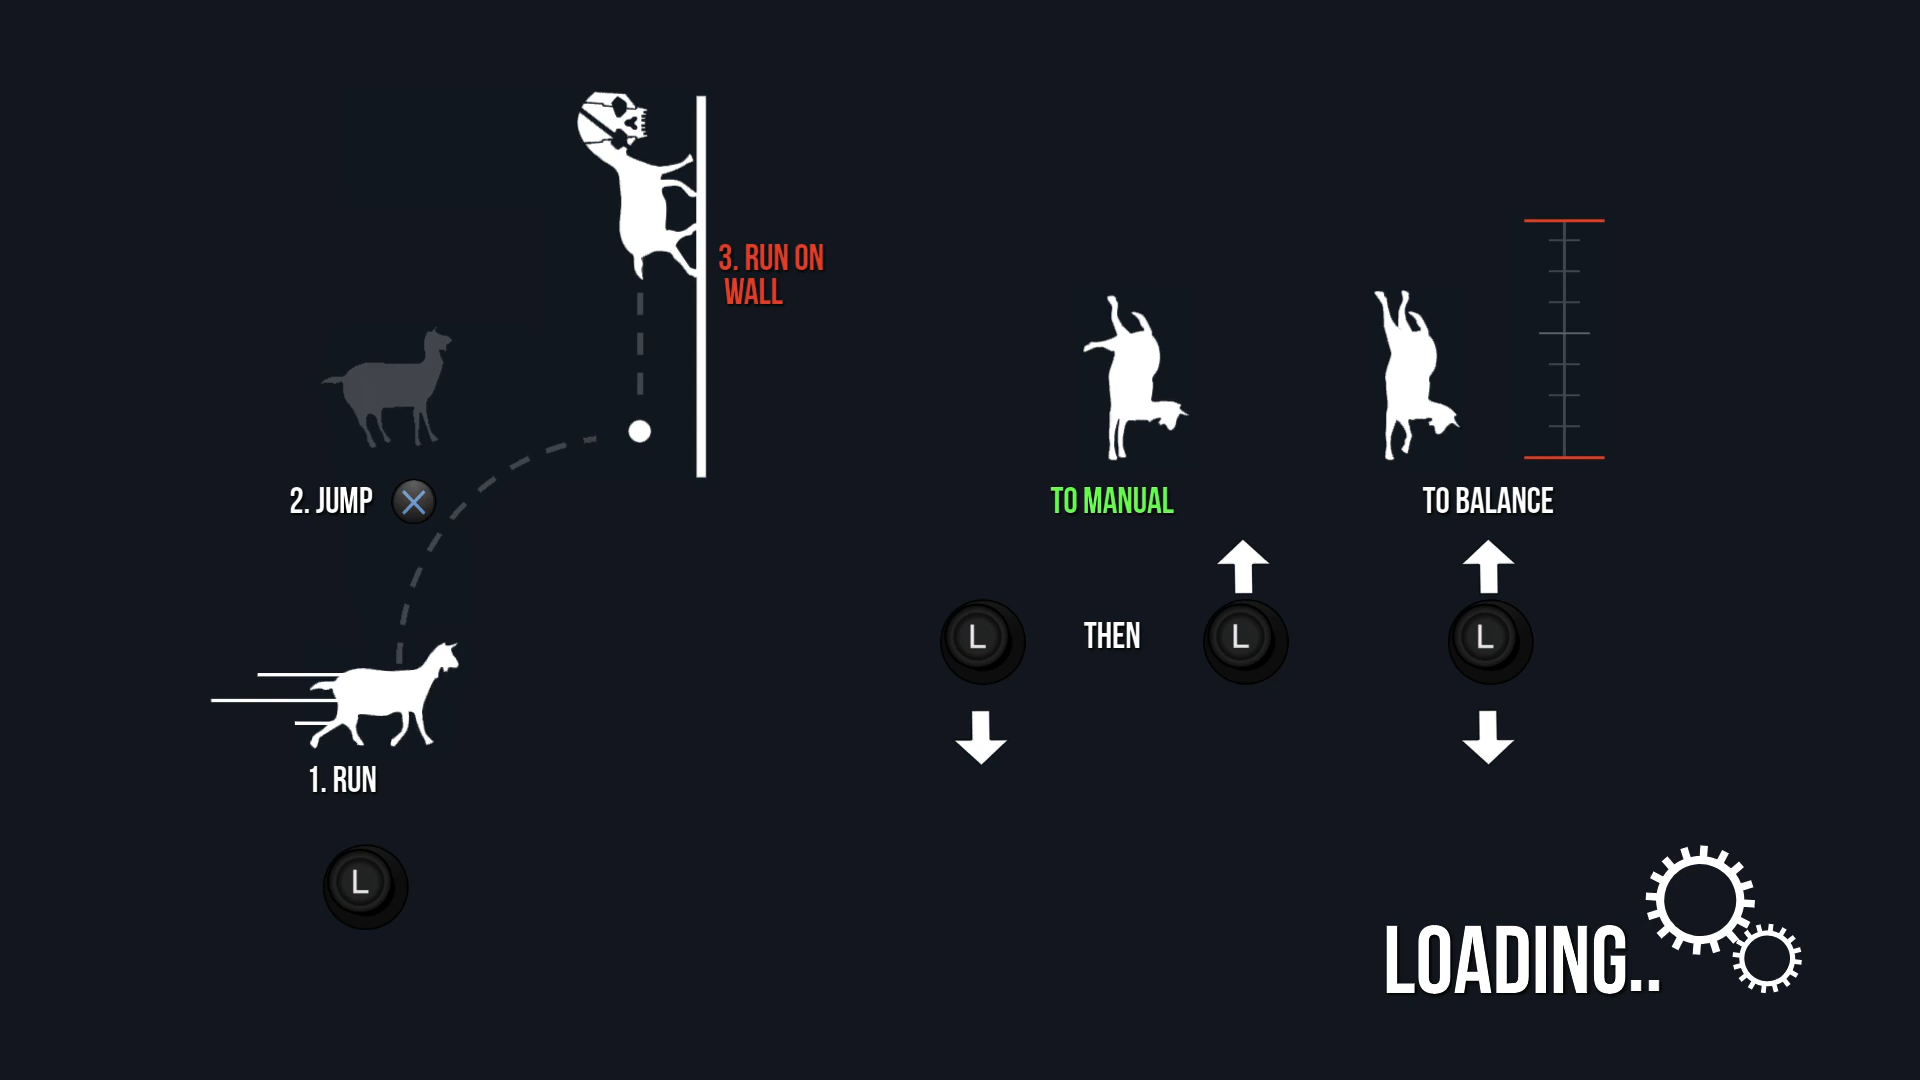 3. RUN ON
WALL
2. JUMP
1. RUN
L
TO MANUAL
TO BALANCE
L
THEN
L
L
LOADING..